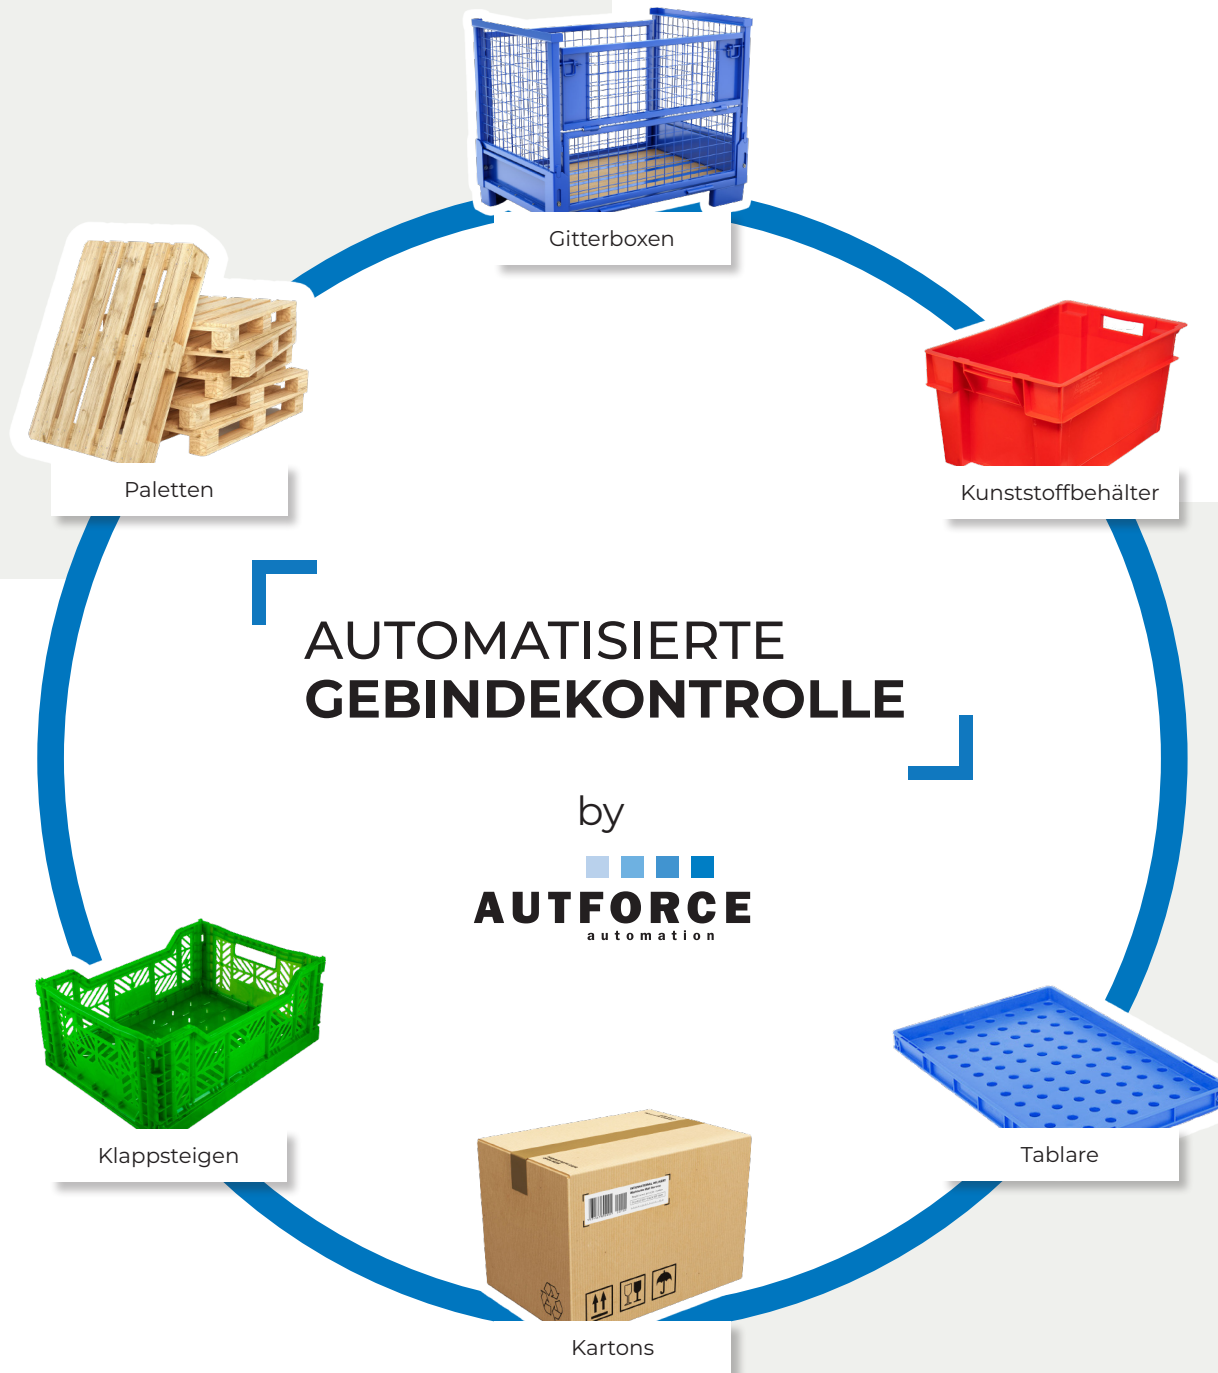 Gitterboxen
Paletten
Kunststoffbehälter
AUTOMATISIERTE
GEBINDEKONTROLLE
by
AUTFORCE
automation
Klappsteigen
Tablare
Kartons